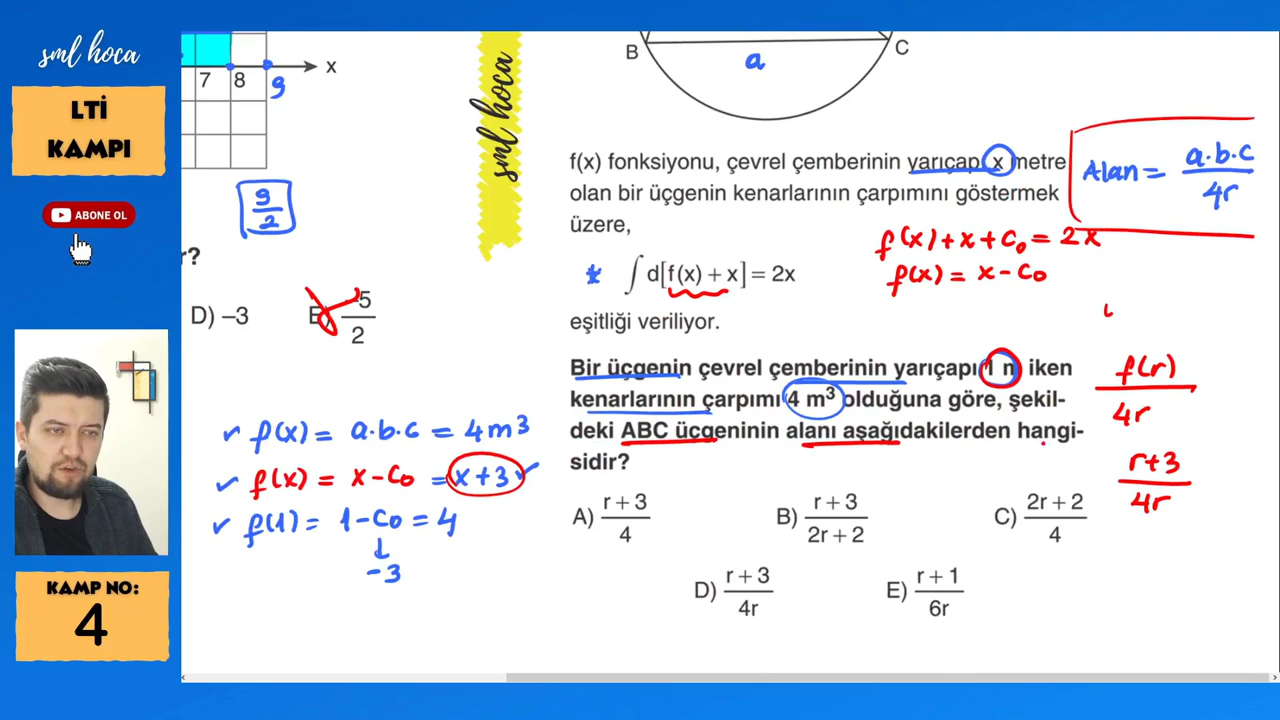 sml hoca
LTİ
KAMPI
ABONE OL
KAMP NO:
4
x
7
8
9
9
2
r?
D) –3
E) –5
2
✓ f(x) = a.b.c = 4m³
✓ f(x) = x-c₀ = x+3 ✓
✓ f(1) = 1-c₀ = 4
↓
-3
sml hoca
B
C
a
f(x) fonksiyonu, çevrel çemberinin yarıçapı x metre
olan bir üçgenin kenarlarının çarpımını göstermek
üzere,
∫ d[f(x) + x] = 2x
eşitliği veriliyor.
f(x)+x+c₀ = 2x
f(x) = x-c₀
Alan = a.b.c
4r
Bir üçgenin çevrel çemberinin yarıçapı 1 m iken
kenarlarının çarpımı 4 m³ olduğuna göre, şekil-
deki ABC üçgeninin alanı aşağıdakilerden hangi-
sidir?
f(r)
4r
r+3
4r
A) r + 3
4
B) r + 3
2r + 2
C) 2r + 2
4
D) r + 3
4r
E) r + 1
6r